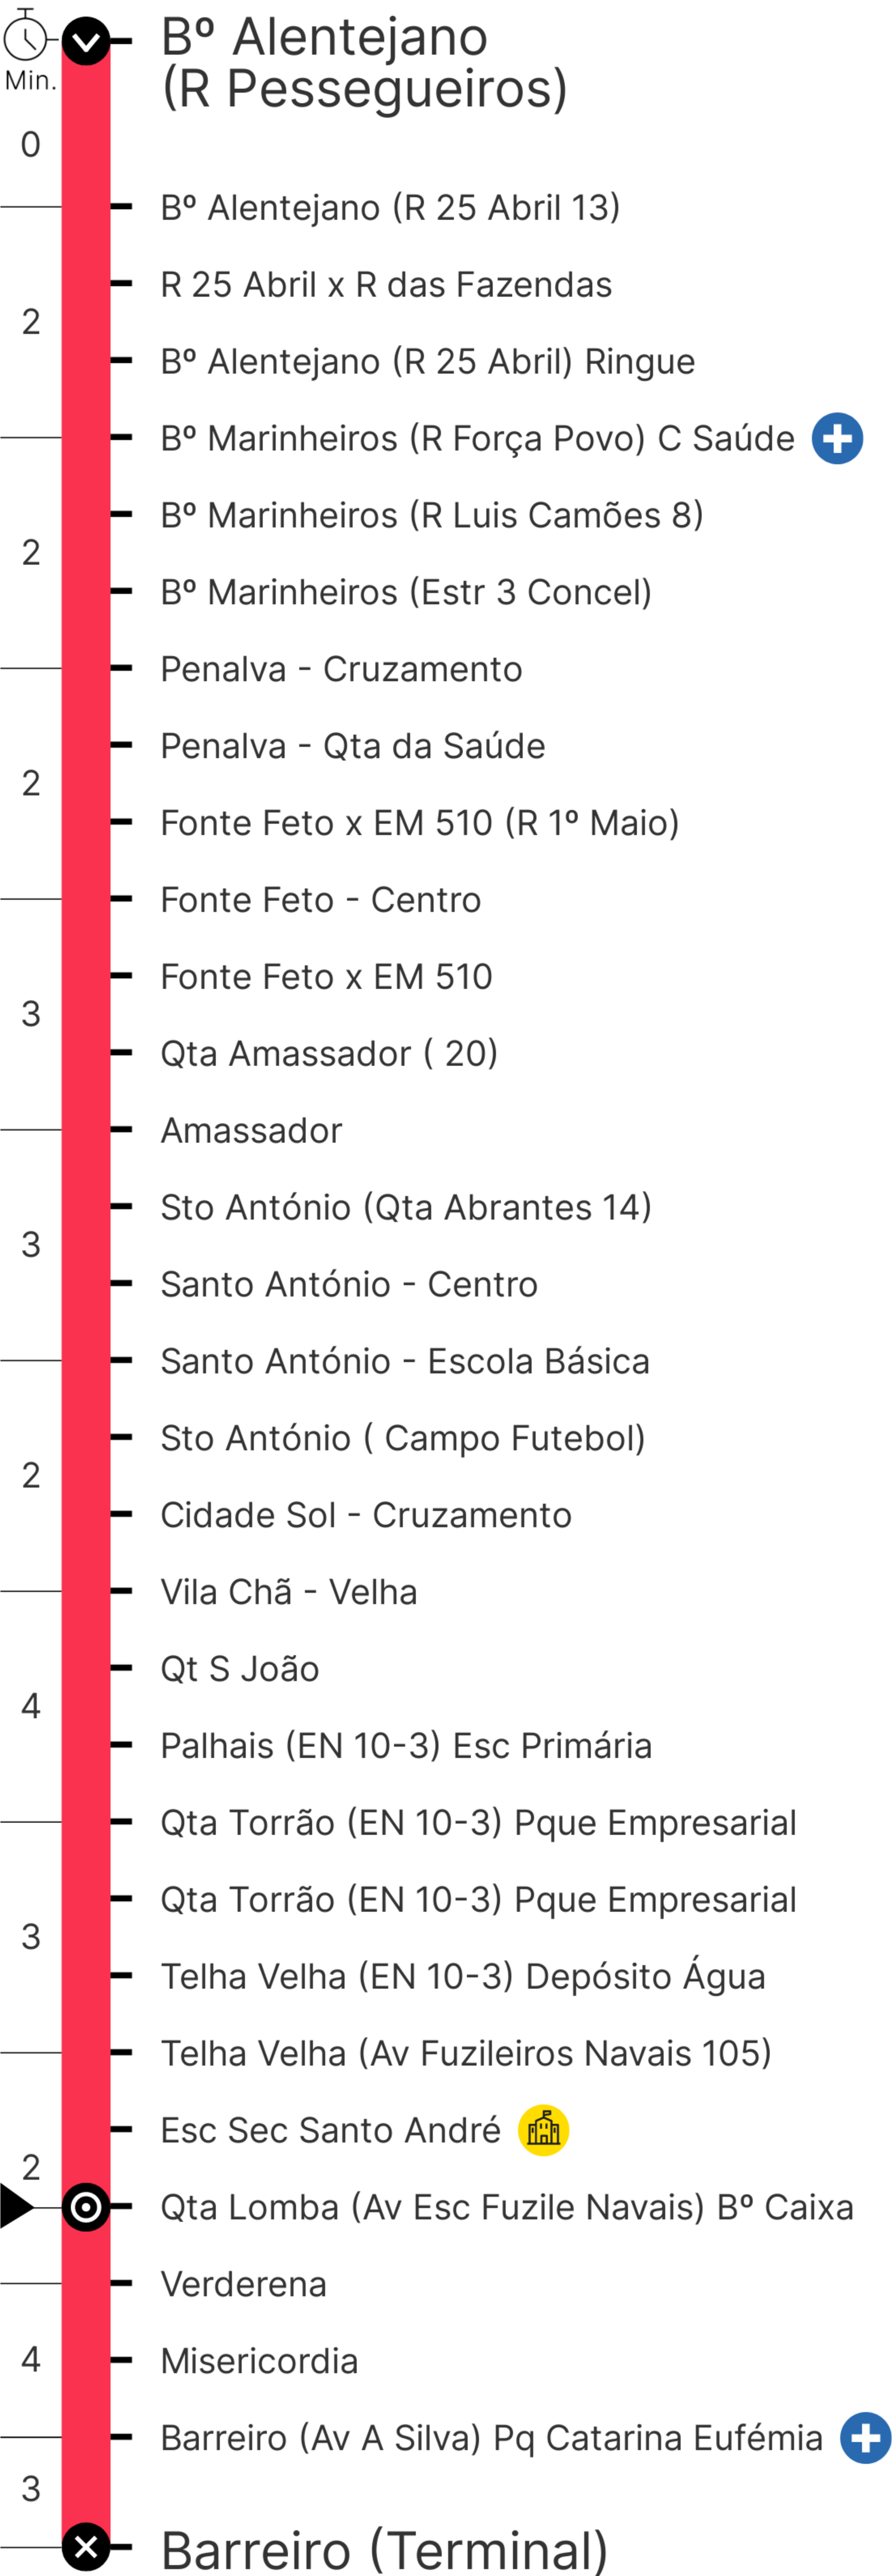 Bº Alentejano
(R Pessegueiros)
Min.
0
Bº Alentejano (R 25 Abril 13)
R 25 Abril x R das Fazendas
2
Bº Alentejano (R 25 Abril) Ringue
Bº Marinheiros (R Força Povo) C Saúde
Bº Marinheiros (R Luis Camões 8)
2
Bº Marinheiros (Estr 3 Concel)
Penalva - Cruzamento
Penalva - Qta da Saúde
2
Fonte Feto x EM 510 (R 1º Maio)
Fonte Feto - Centro
Fonte Feto x EM 510
3
Qta Amassador ( 20)
Amassador
Sto António (Qta Abrantes 14)
3
Santo António - Centro
Santo António - Escola Básica
Sto António ( Campo Futebol)
2
Cidade Sol - Cruzamento
Vila Chã - Velha
Qt S João
4
Palhais (EN 10-3) Esc Primária
Qta Torrão (EN 10-3) Pque Empresarial
Qta Torrão (EN 10-3) Pque Empresarial
3
Telha Velha (EN 10-3) Depósito Água
Telha Velha (Av Fuzileiros Navais 105)
Esc Sec Santo André
2
Qta Lomba (Av Esc Fuzile Navais) Bº Caixa
Verderena
4
Misericordia
Barreiro (Av A Silva) Pq Catarina Eufémia
3
Barreiro (Terminal)